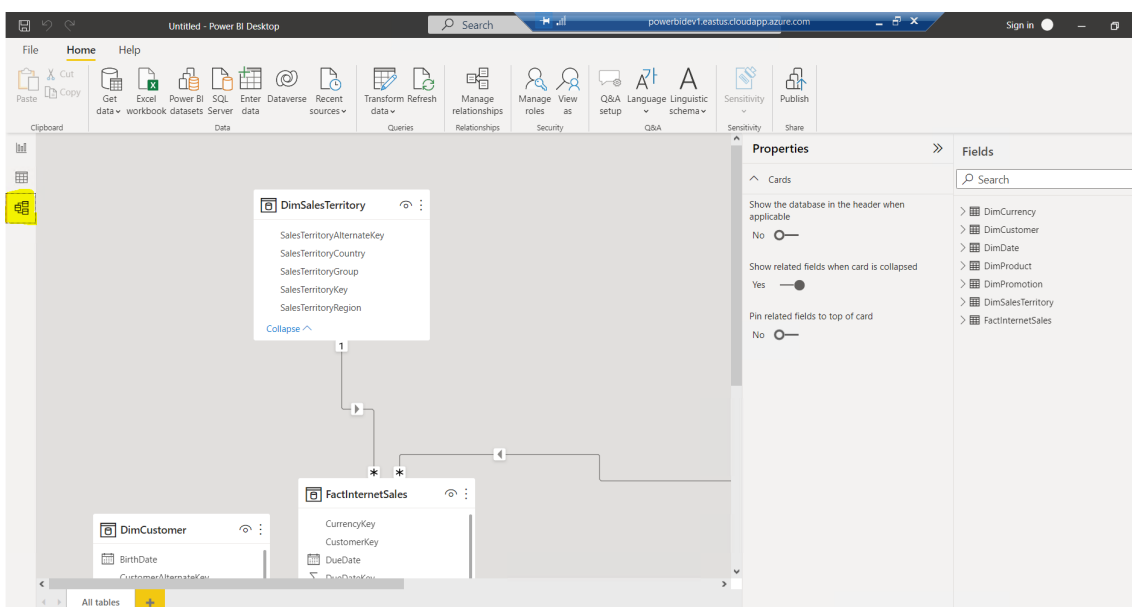 Untitled - Power BI Desktop
Search
powerbidev1.eastus.cloudapp.azure.com
Sign in
File Home Help
Paste
Cut
Copy
Get data
Excel workbook
Power BI datasets
SQL Server
Enter data
Dataverse
Recent sources
Transform data
Refresh
Manage relationships
Manage roles
View as
Q&A setup
Language
Linguistic schema
Sensitivity
Publish
Clipboard
Data
Queries
Relationships
Security
Q&A
Sensitivity
Share
DimSalesTerritory
SalesTerritoryAlternateKey
SalesTerritoryCountry
SalesTerritoryGroup
SalesTerritoryKey
SalesTerritoryRegion
Collapse
1
* *
FactInternetSales
CurrencyKey
CustomerKey
DueDate
DueDateKey
DimCustomer
BirthDate
CustomerAlternateKey
All tables +
Properties
Cards
Show the database in the header when
applicable
No
Show related fields when card is collapsed
Yes
Pin related fields to top of card
No
Fields
Search
DimCurrency
DimCustomer
DimDate
DimProduct
DimPromotion
DimSalesTerritory
FactInternetSales